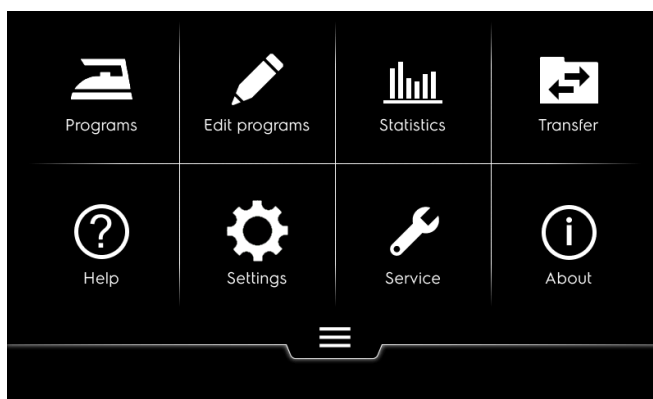 Programs
Edit programs
Statistics
Transfer
Help
Settings
Service
About